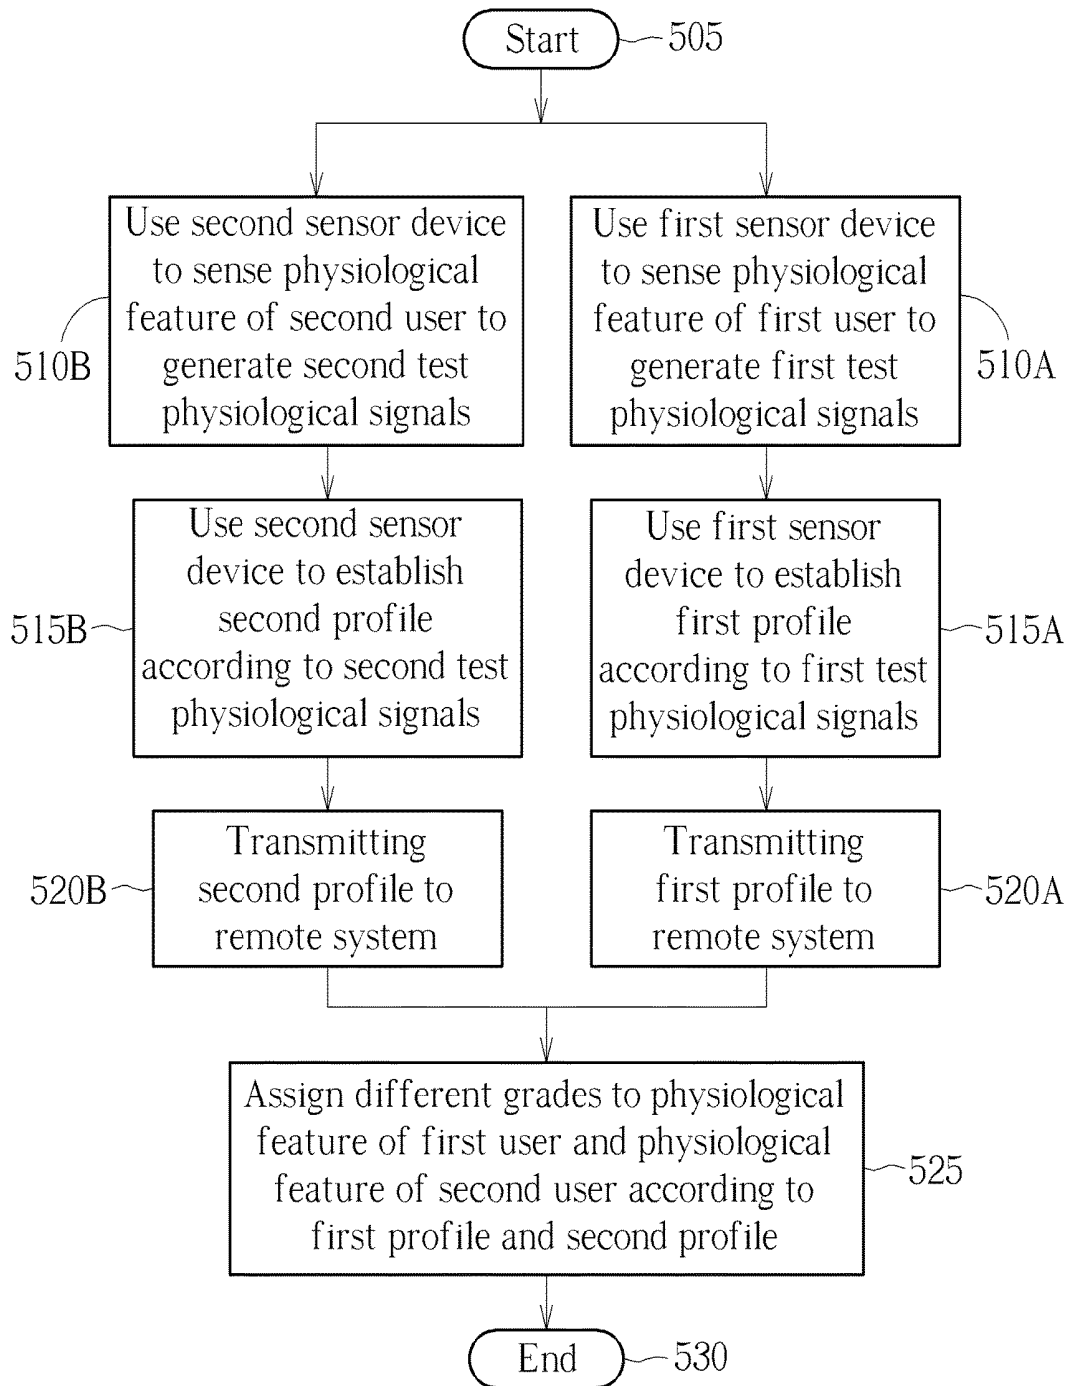 Start
505
Use second sensor device
to sense physiological
feature of second user to
generate second test
physiological signals
510B
Use first sensor device
to sense physiological
feature of first user to
generate first test
physiological signals
510A
Use second sensor
device to establish
second profile
according to second test
physiological signals
515B
Use first sensor
device to establish
first profile
according to first test
physiological signals
515A
Transmitting
second profile to
remote system
520B
Transmitting
first profile to
remote system
520A
Assign different grades to physiological
feature of first user and physiological
feature of second user according to
first profile and second profile
525
End
530